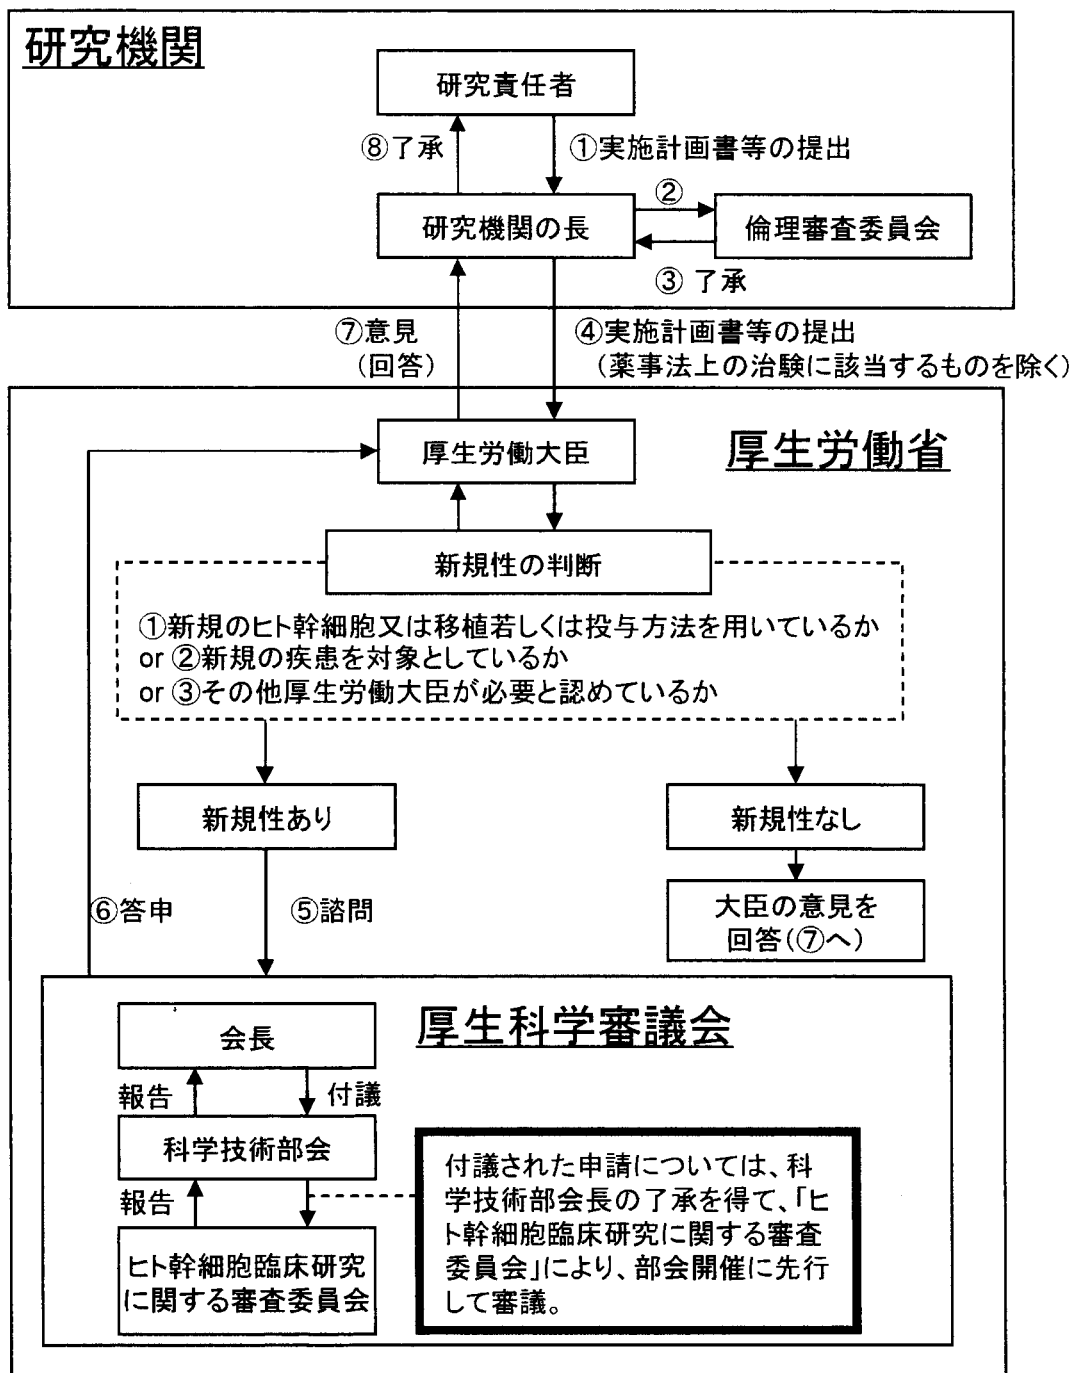 研究機関
研究責任者
⑧了承
①実施計画書等の提出
研究機関の長
②
倫理審査委員会
③ 了承
⑦意見
(回答)
④実施計画書等の提出
(薬事法上の治験に該当するものを除く)
厚生労働大臣
厚生労働省
新規性の判断
①新規のヒト幹細胞又は移植若しくは投与方法を用いているか
or ②新規の疾患を対象としているか
or ③その他厚生労働大臣が必要と認めているか
新規性あり
新規性なし
⑥答申
⑤諮問
大臣の意見を
回答(⑦へ)
厚生科学審議会
会長
報告
付議
科学技術部会
報告
ヒト幹細胞臨床研究
に関する審査委員会
付議された申請については、科
学技術部会長の了承を得て、「ヒ
ト幹細胞臨床研究に関する審査
委員会」により、部会開催に先行
して審議。